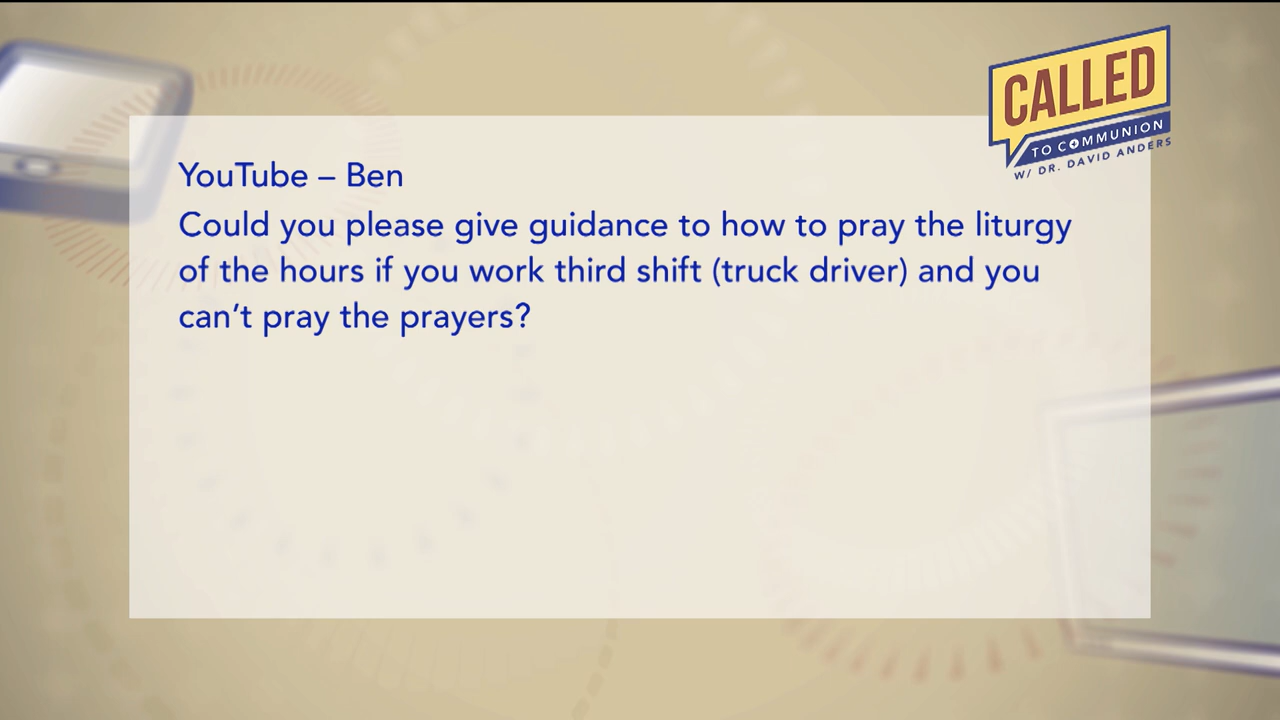 CALLED
TO COMMUNION
W/ DR. DAVID ANDERS
YouTube – Ben
Could you please give guidance to how to pray the liturgy
of the hours if you work third shift (truck driver) and you
can’t pray the prayers?